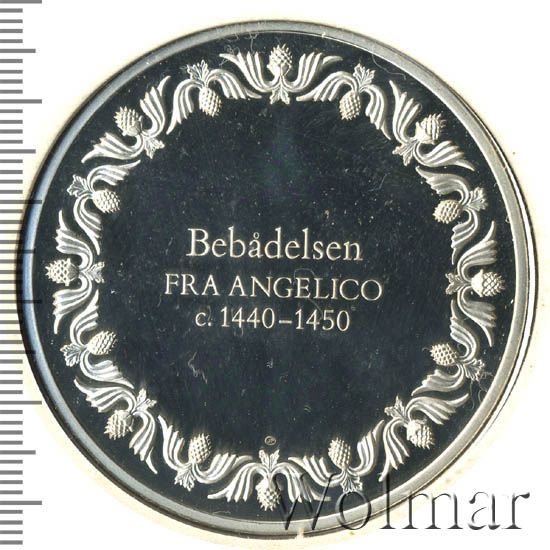 Bebådelsen
FRA ANGELICO
c. 1440–1450
Wolmar